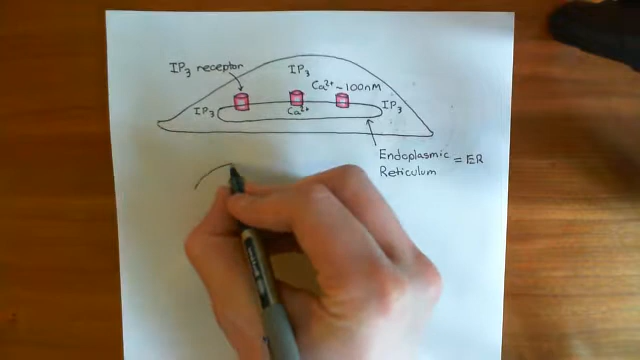 IP3 receptor
IP3
Ca2+ ~100nM
IP3
Ca2+
IP3
Endoplasmic = ER
Reticulum